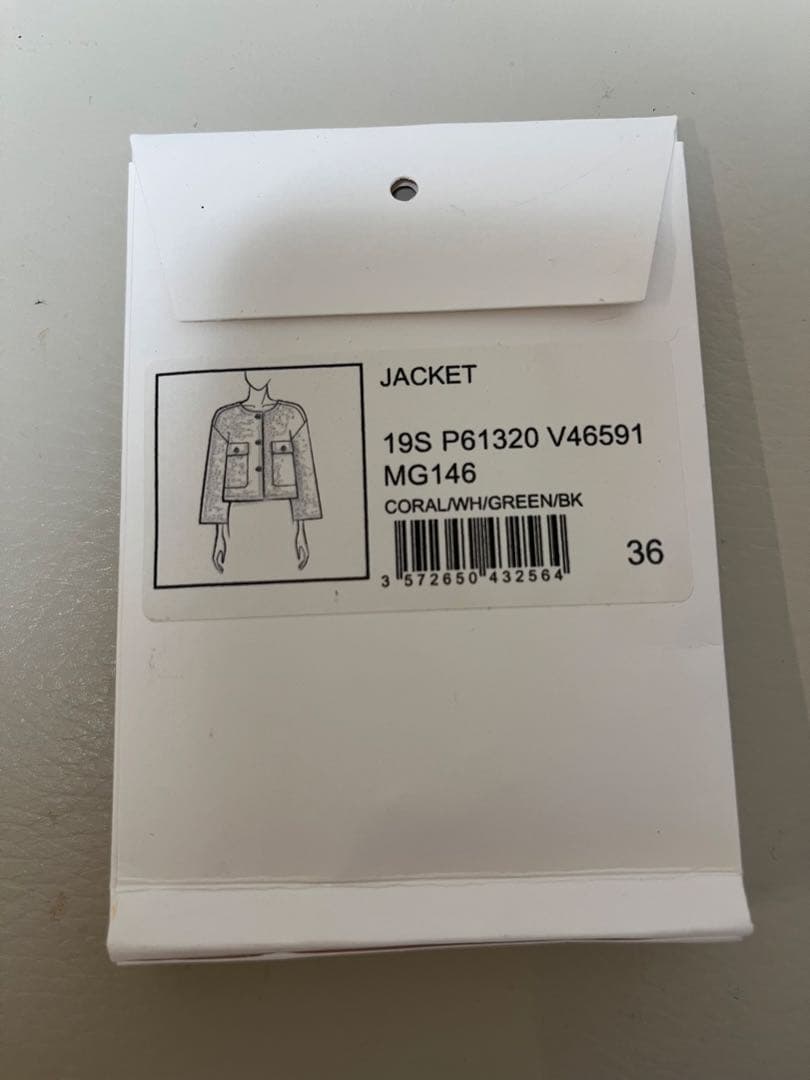 JACKET
19S P61320 V46591
MG146
CORAL/WH/GREEN/BK
36
3 572650 432564